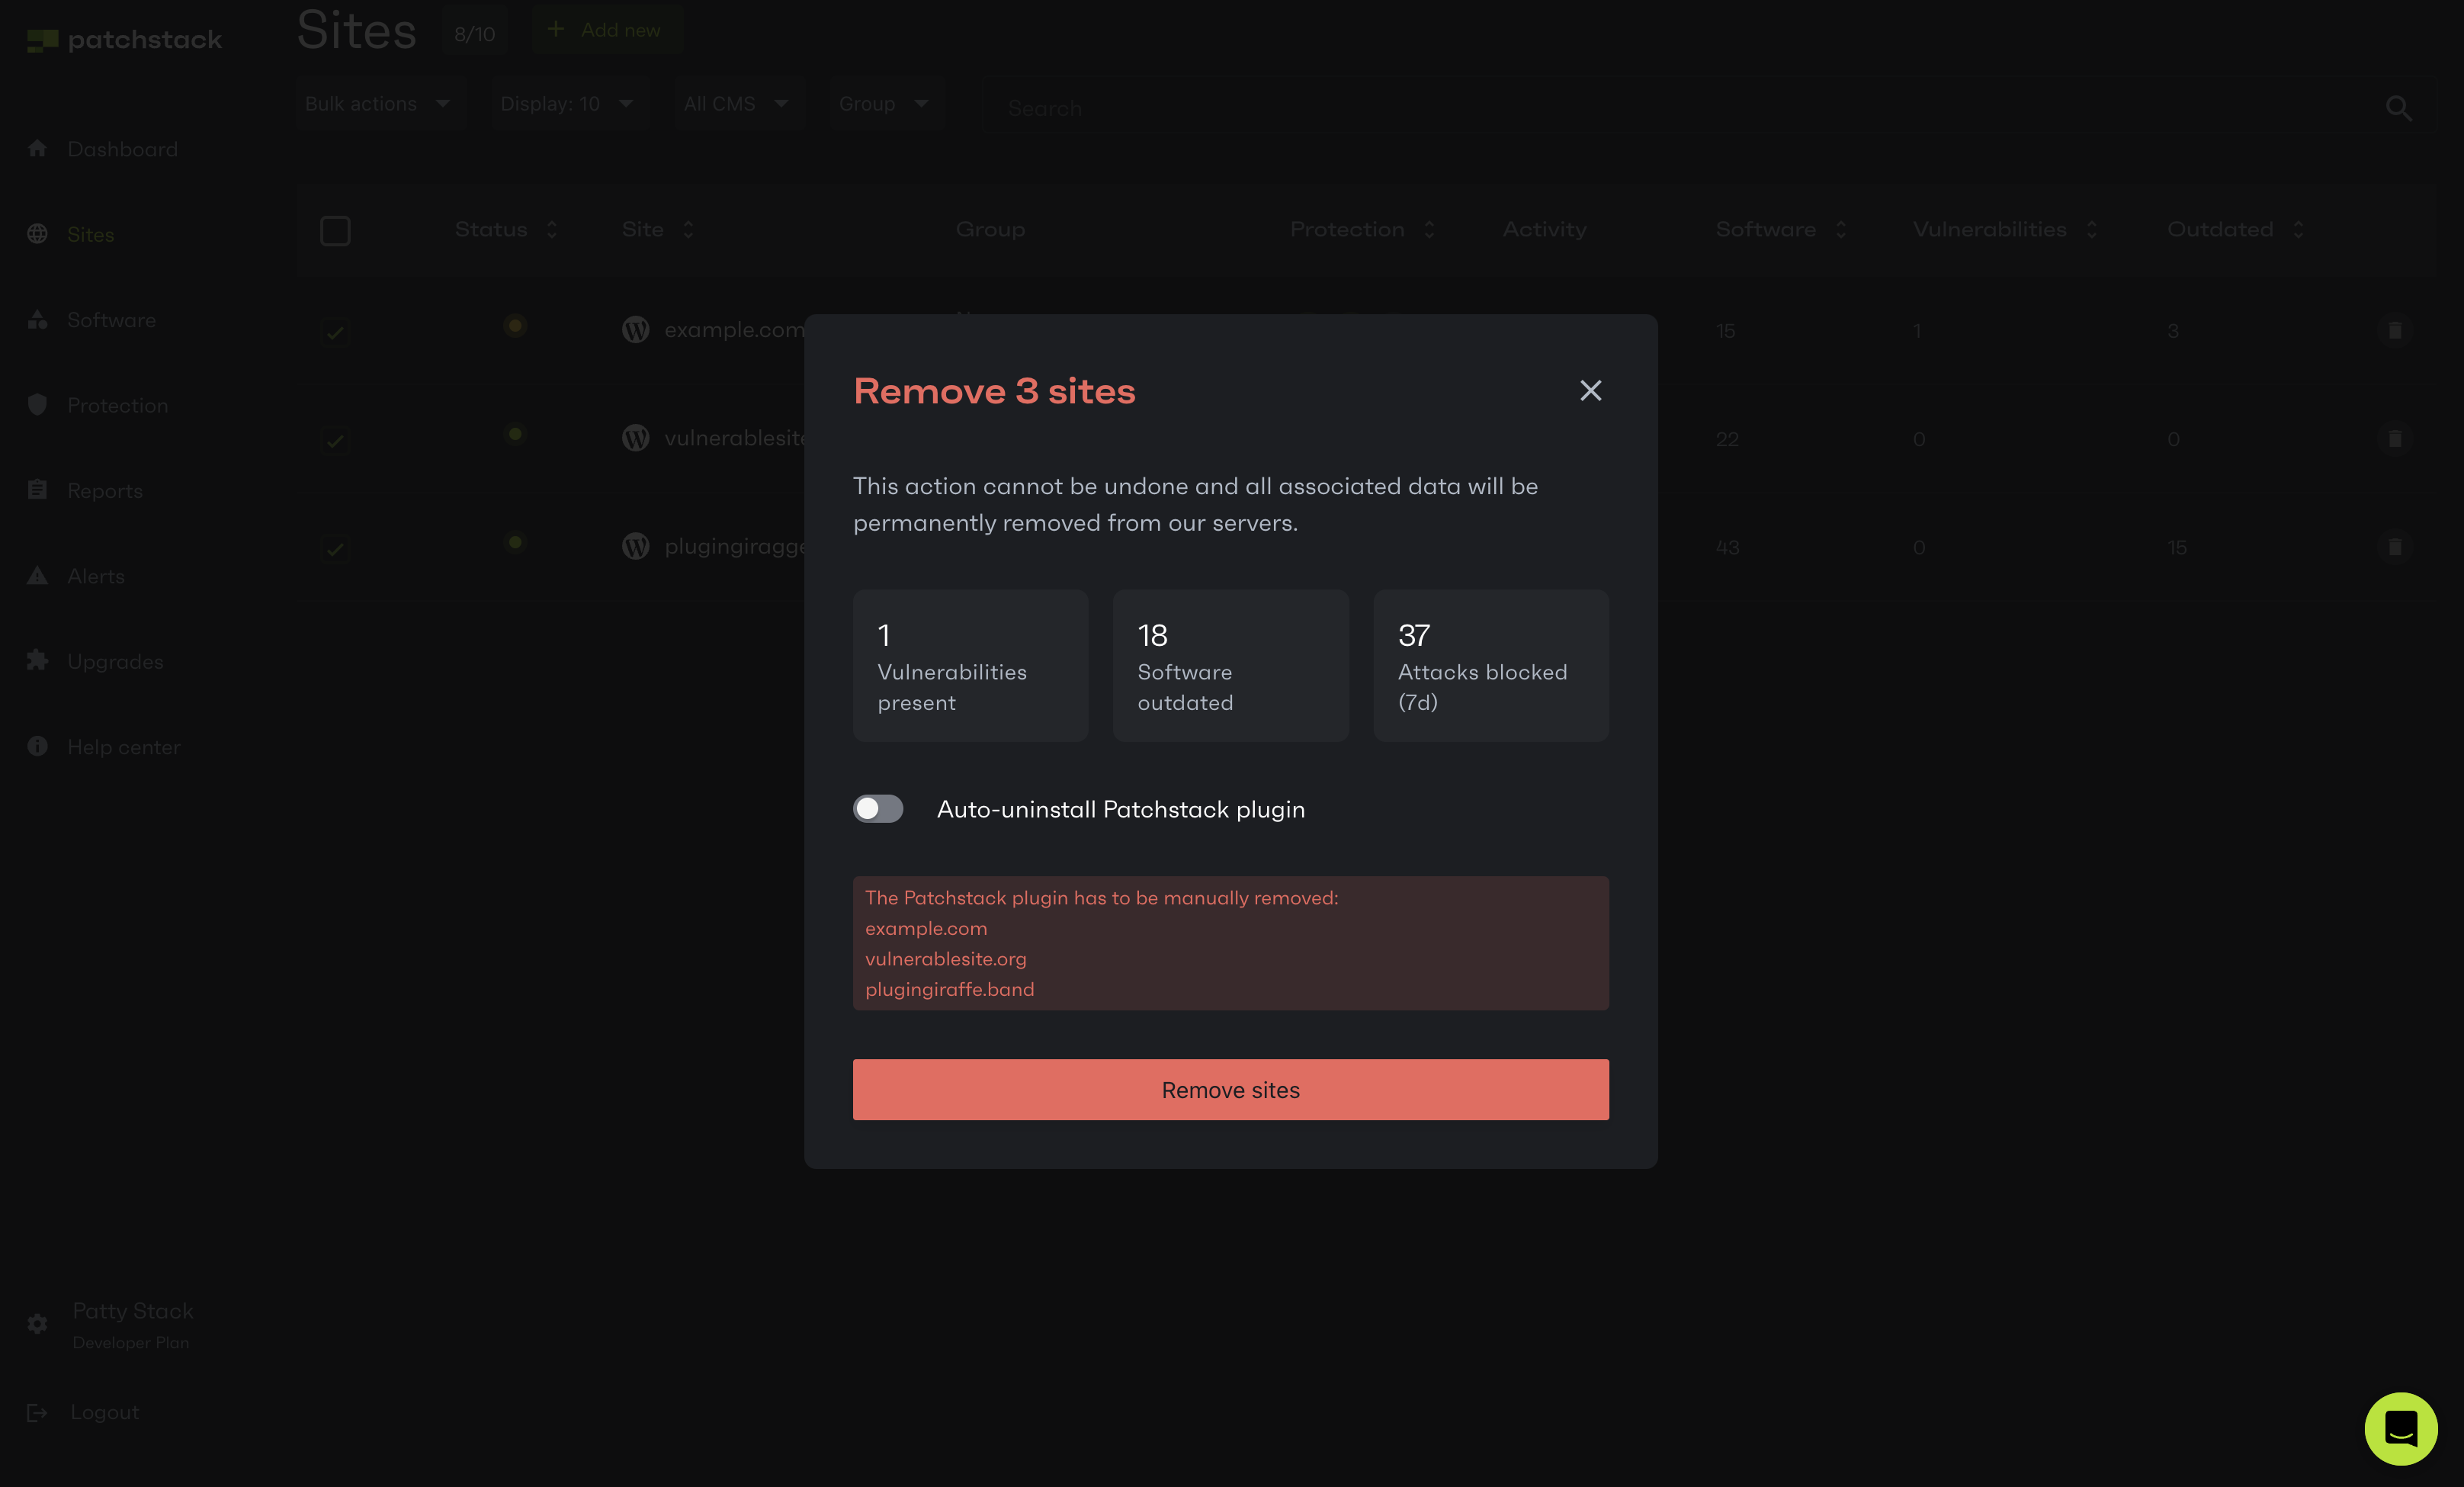 patchstack
Sites 8/10 Add new
Bulk actions Display: 10 All CMS Group Search
Dashboard
Sites
Software
Protection
Reports
Alerts
Upgrades
Help center
Status Site Group Protection Activity Software Vulnerabilities Outdated
example.com 15 1 3
vulnerablesite 22 0 0
plugingiragge 43 0 15
Remove 3 sites
This action cannot be undone and all associated data will be
permanently removed from our servers.
1
Vulnerabilities
present
18
Software
outdated
37
Attacks blocked
(7d)
Auto-uninstall Patchstack plugin
The Patchstack plugin has to be manually removed:
example.com
vulnerablesite.org
plugingiraffe.band
Remove sites
Patty Stack
Developer Plan
Logout